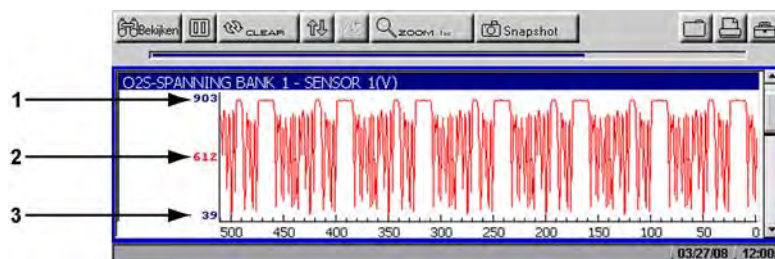 Bekijken CLEAR ZOOM 1x Snapshot
O2S-SPANNING BANK 1 - SENSOR 1(V)
1 903
2 612
3 39
500 450 400 350 300 250 200 150 100 50 0
03/27/08 12:00